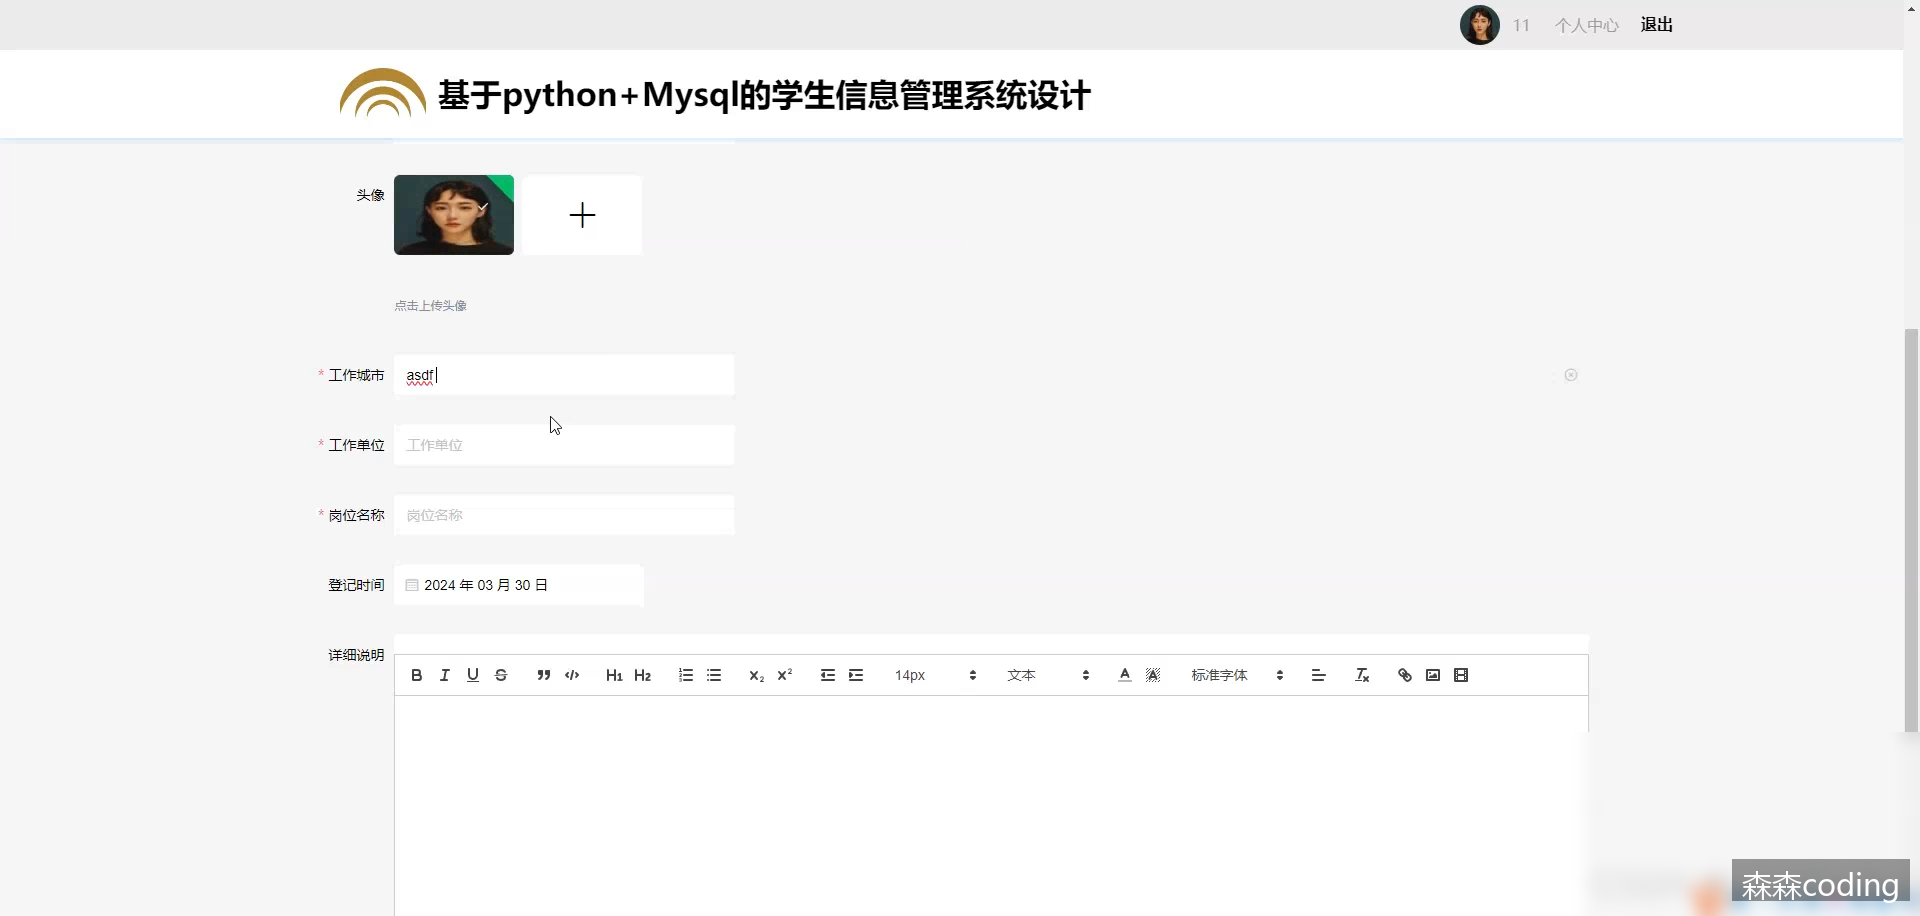 11 个人中心 退出
基于python+Mysql的学生信息管理系统设计
头像
点击上传头像
* 工作城市 asdf
* 工作单位 工作单位
* 岗位名称 岗位名称
登记时间 2024 年 03 月 30 日
详细说明
B I U S H1 H2 x₂ x² 14px 文本 A A 标准字体 Tx
森森coding